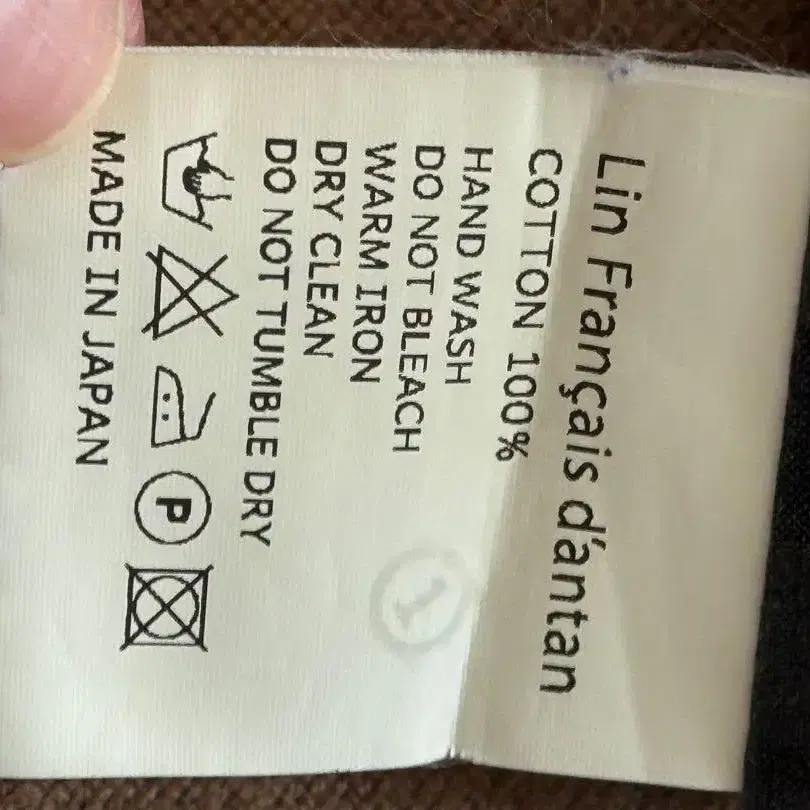 Lin Français d'antan
COTTON 100%
HAND WASH
DO NOT BLEACH
WARM IRON
DRY CLEAN
DO NOT TUMBLE DRY
P
MADE IN JAPAN
1